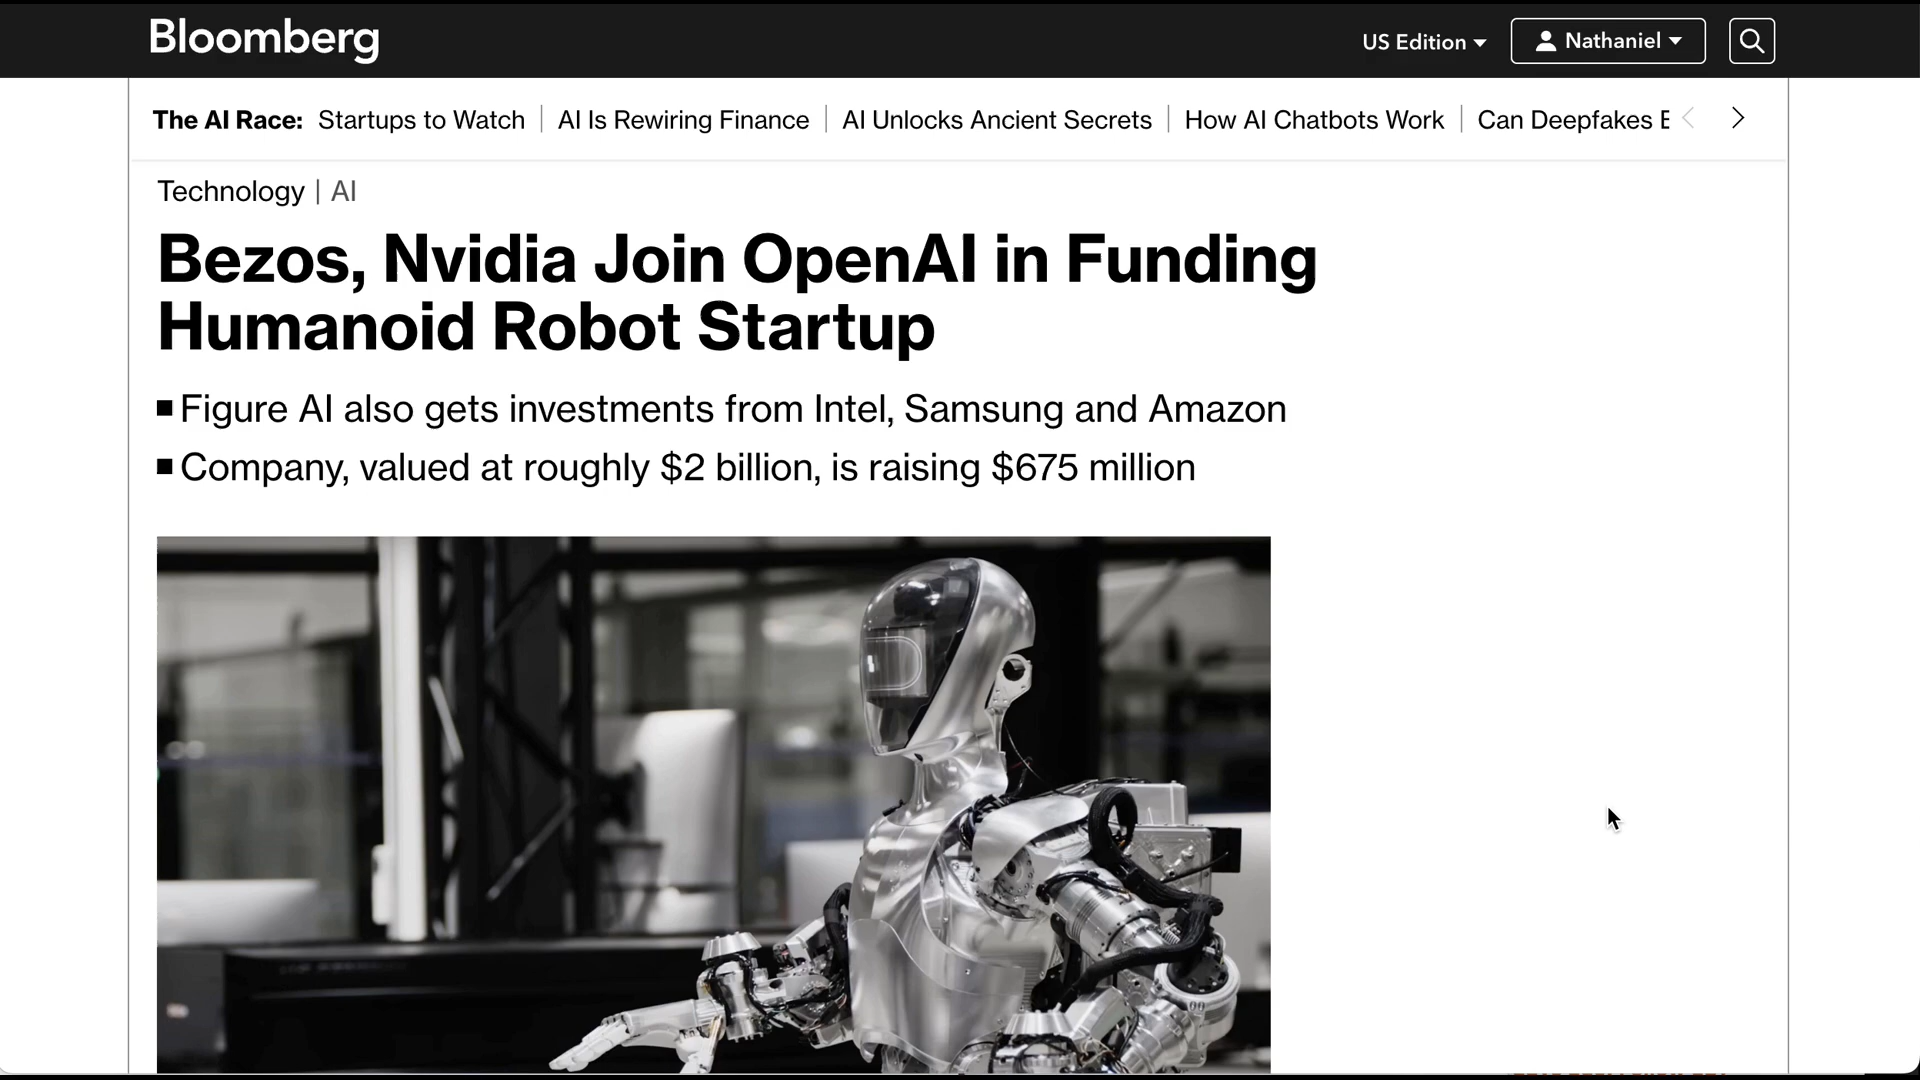 Bloomberg
US Edition
Nathaniel
The AI Race: Startups to Watch | AI Is Rewiring Finance | AI Unlocks Ancient Secrets | How AI Chatbots Work | Can Deepfakes
Technology | AI
Bezos, Nvidia Join OpenAI in Funding
Humanoid Robot Startup
■ Figure AI also gets investments from Intel, Samsung and Amazon
■ Company, valued at roughly $2 billion, is raising $675 million